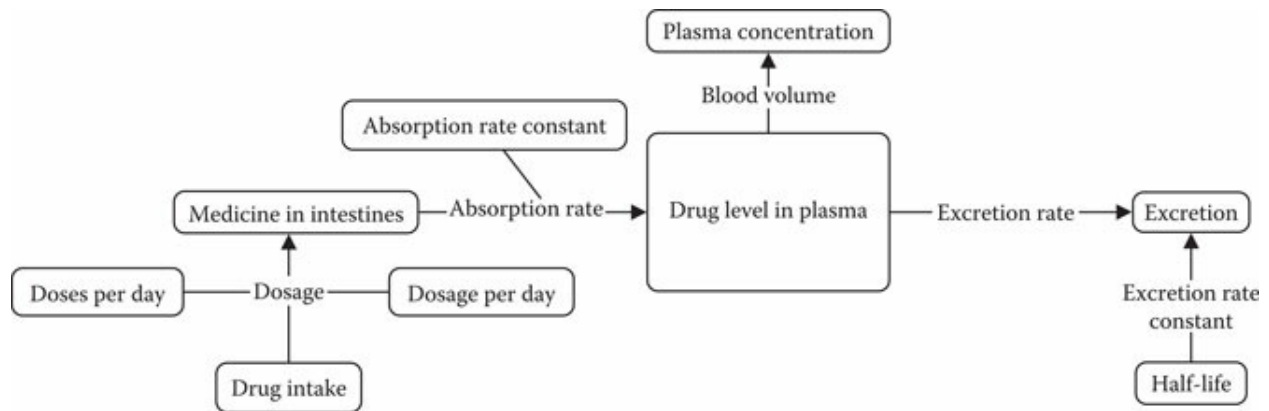 Plasma concentration
Blood volume
Absorption rate constant
Medicine in intestines
Absorption rate
Drug level in plasma
Excretion rate
Excretion
Doses per day
Dosage
Dosage per day
Excretion rate
constant
Drug intake
Half-life